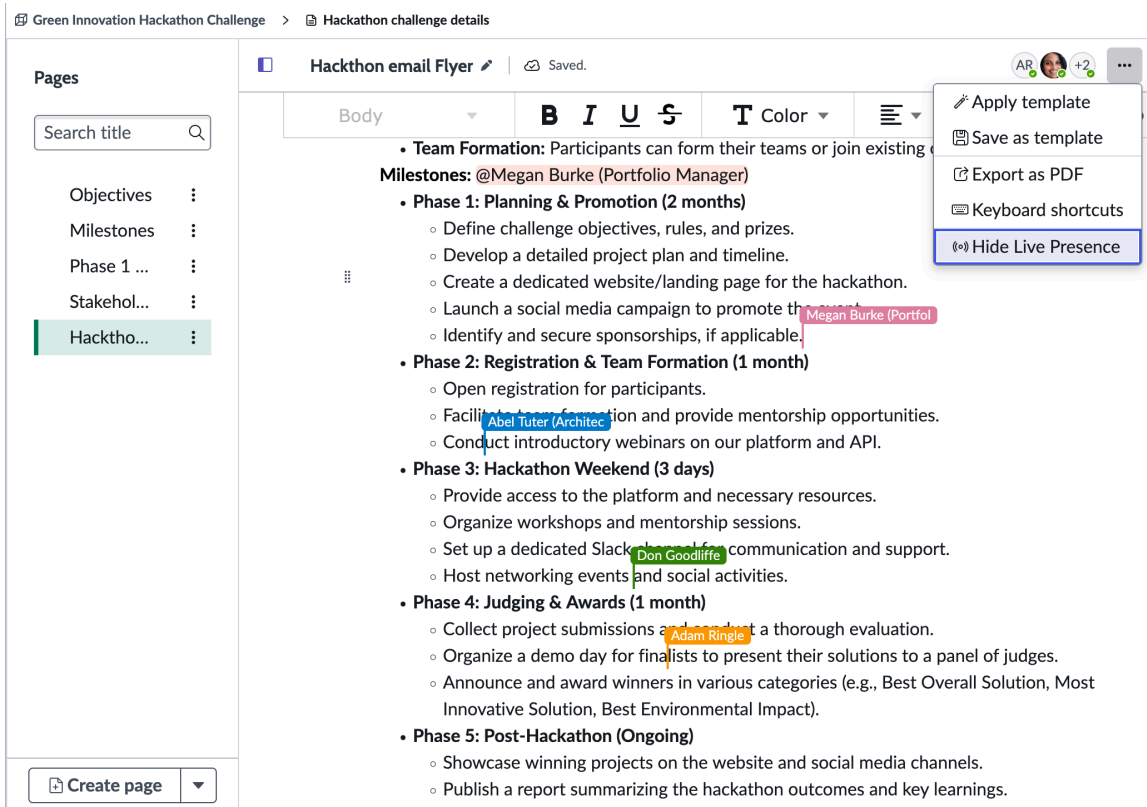 Green Innovation Hackathon Challenge > Hackathon challenge details
Pages
Search title
Objectives
Milestones
Phase 1 ...
Stakehol...
Hacktho...
Create page
Hackthon email Flyer
Saved.
AR
+2
Body
B I U S
T Color
Apply template
Save as template
Export as PDF
Keyboard shortcuts
Hide Live Presence
• Team Formation: Participants can form their teams or join existing
Milestones: @Megan Burke (Portfolio Manager)
• Phase 1: Planning & Promotion (2 months)
○ Define challenge objectives, rules, and prizes.
○ Develop a detailed project plan and timeline.
○ Create a dedicated website/landing page for the hackathon.
○ Launch a social media campaign to promote the event.
Megan Burke (Portfol
○ Identify and secure sponsorships, if applicable.
• Phase 2: Registration & Team Formation (1 month)
○ Open registration for participants.
○ Facilitate team formation and provide mentorship opportunities.
Abel Tuter (Architec
○ Conduct introductory webinars on our platform and API.
• Phase 3: Hackathon Weekend (3 days)
○ Provide access to the platform and necessary resources.
○ Organize workshops and mentorship sessions.
○ Set up a dedicated Slack channel for communication and support.
Don Goodliffe
○ Host networking events and social activities.
• Phase 4: Judging & Awards (1 month)
○ Collect project submissions and conduct a thorough evaluation.
Adam Ringle
○ Organize a demo day for finalists to present their solutions to a panel of judges.
○ Announce and award winners in various categories (e.g., Best Overall Solution, Most
Innovative Solution, Best Environmental Impact).
• Phase 5: Post-Hackathon (Ongoing)
○ Showcase winning projects on the website and social media channels.
○ Publish a report summarizing the hackathon outcomes and key learnings.